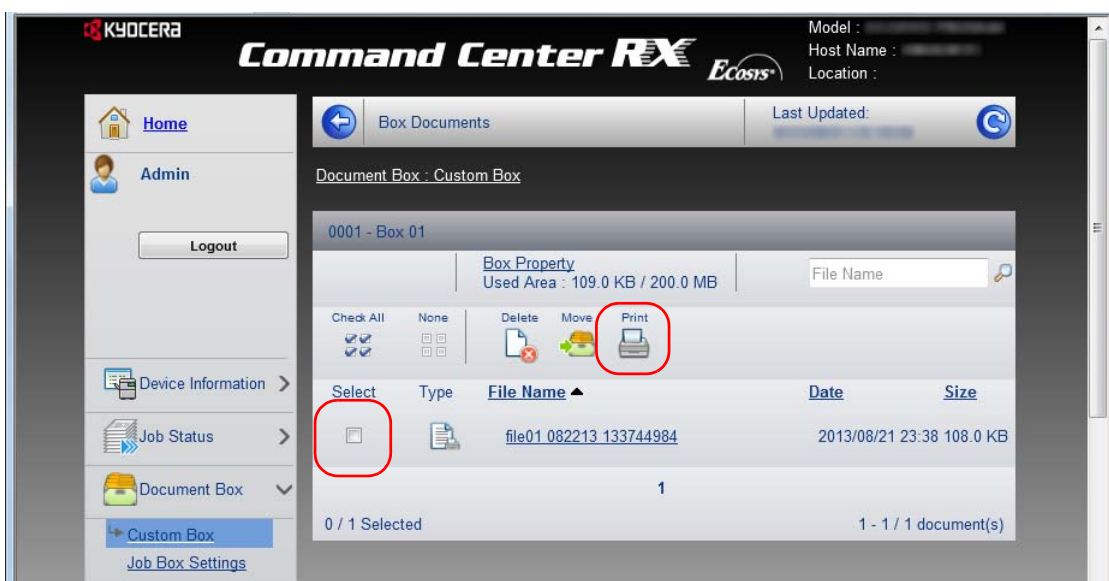 KYOCERA
Command Center RX
Ecosys
Model :
Host Name :
Location :
Home
Admin
Logout
Device Information
Job Status
Document Box
Custom Box
Job Box Settings
Box Documents
Last Updated:
Document Box : Custom Box
0001 - Box 01
Box Property
Used Area : 109.0 KB / 200.0 MB
File Name
Check All None Delete Move Print
Select Type File Name Date Size
file01 082213 133744984 2013/08/21 23:38 108.0 KB
1
0 / 1 Selected 1 - 1 / 1 document(s)